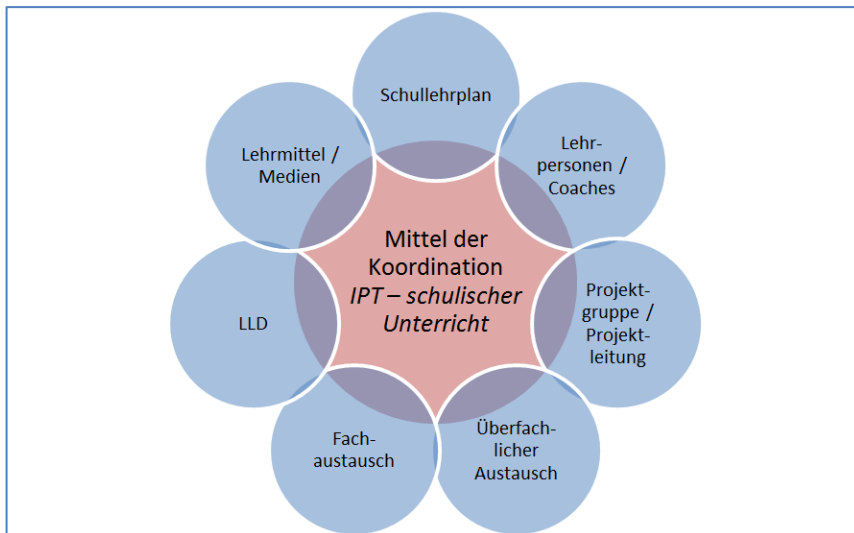 Schullehrplan
Lehr-
personen /
Coaches
Projekt-
gruppe /
Projekt-
leitung
Überfach-
licher
Austausch
Fach-
austausch
LLD
Lehrmittel /
Medien
Mittel der
Koordination
IPT – schulischer
Unterricht